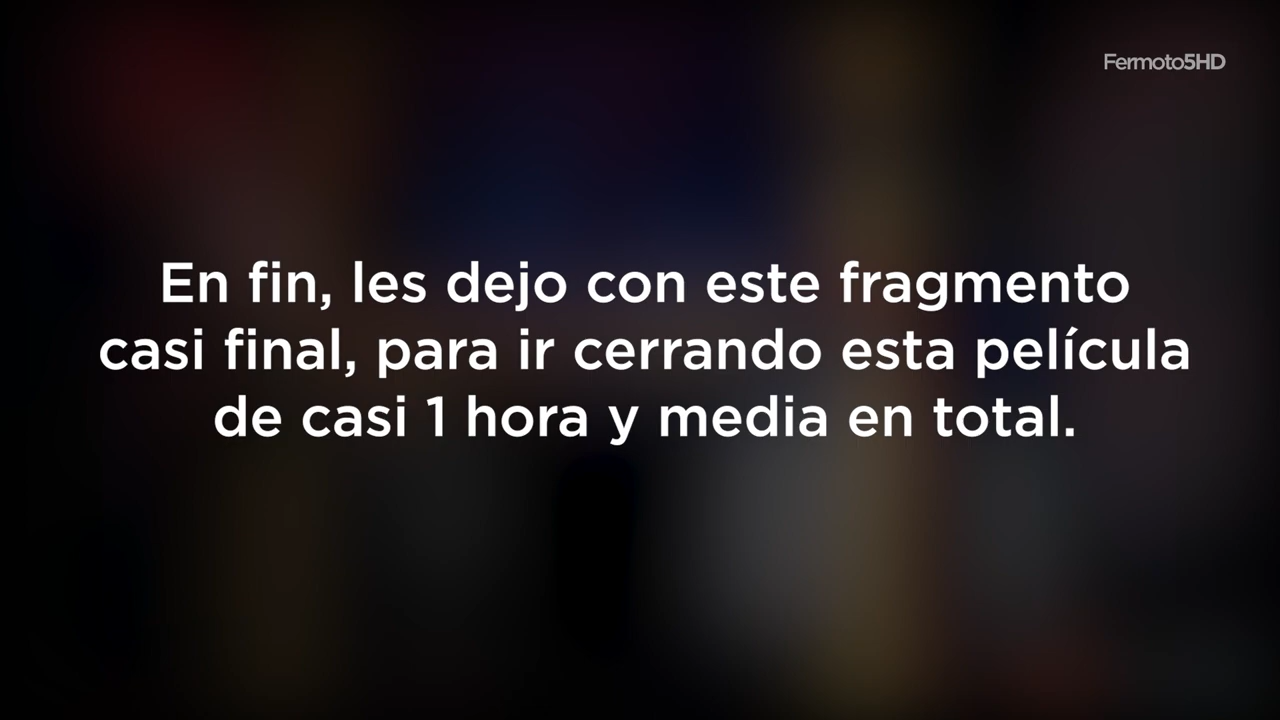 Fermoto5HD
En fin, les dejo con este fragmento
casi final, para ir cerrando esta película
de casi 1 hora y media en total.